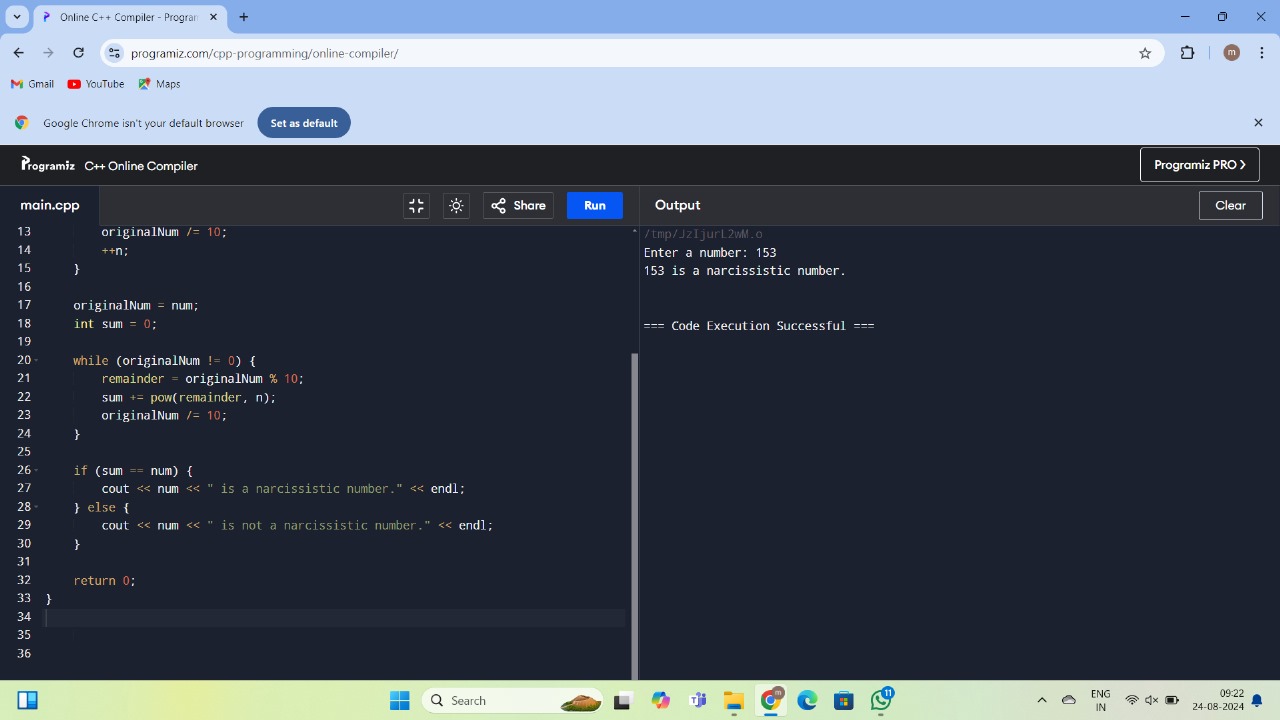 Online C++ Compiler - Program
programiz.com/cpp-programming/online-compiler/
m
Gmail YouTube Maps
Google Chrome isn't your default browser Set as default
Programiz C++ Online Compiler Programiz PRO >
main.cpp Share Run Output Clear
13 originalNum /= 10;
14 ++n;
15 }
16
17 originalNum = num;
18 int sum = 0;
19
20 while (originalNum != 0) {
21 remainder = originalNum % 10;
22 sum += pow(remainder, n);
23 originalNum /= 10;
24 }
25
26 if (sum == num) {
27 cout << num << " is a narcissistic number." << endl;
28 } else {
29 cout << num << " is not a narcissistic number." << endl;
30 }
31
32 return 0;
33 }
34
35
36
/tmp/JzIjurL2wM.o
Enter a number: 153
153 is a narcissistic number.
=== Code Execution Successful ===
Search
m
11
ENG
IN
09:22
24-08-2024